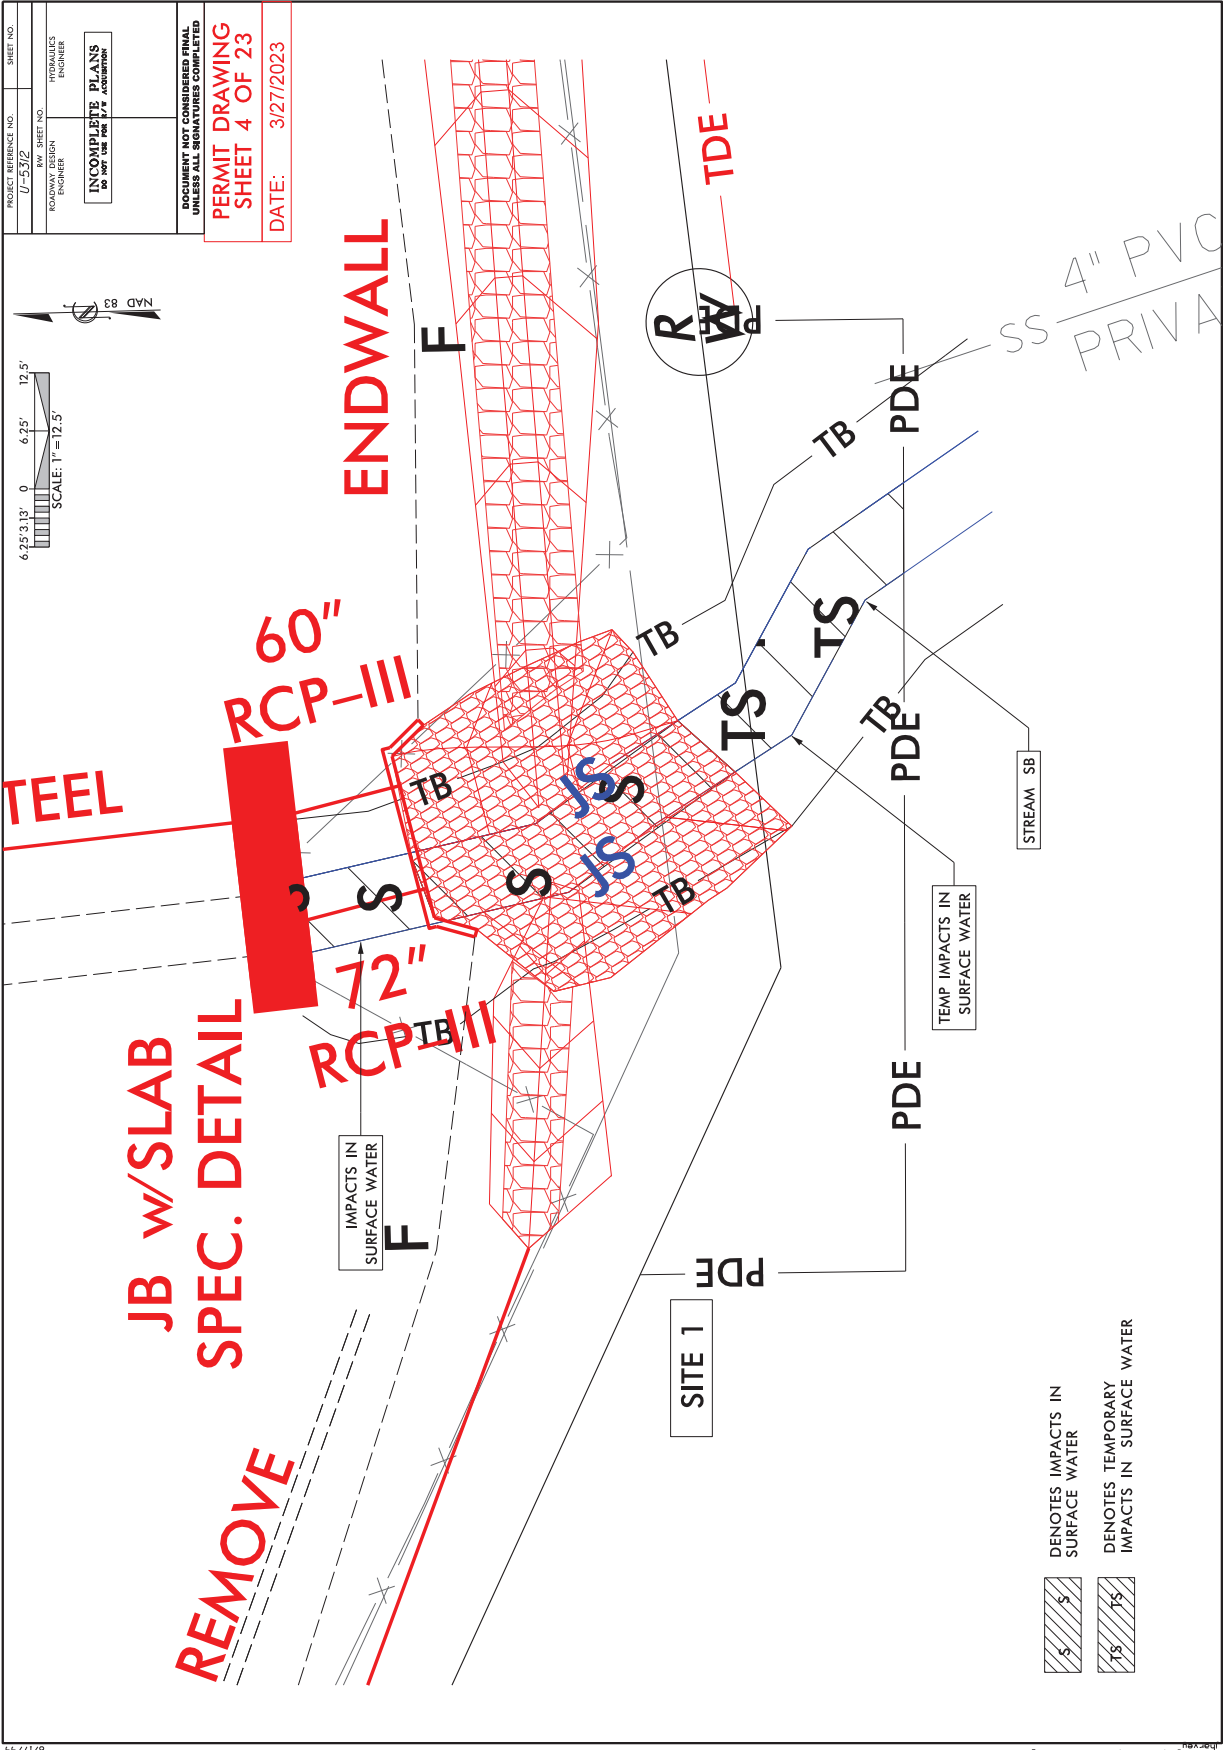 PROJECT REFERENCE NO.
SHEET NO.
U-5312
RW SHEET NO.
ROADWAY DESIGN
ENGINEER
HYDRAULICS
ENGINEER
INCOMPLETE PLANS
DO NOT USE FOR R/W ACQUISITION
DOCUMENT NOT CONSIDERED FINAL
UNLESS ALL SIGNATURES COMPLETED
PERMIT DRAWING
SHEET 4 OF 23
DATE: 3/27/2023
NAD 83
6.25'
3.13'
0
6.25'
12.5'
SCALE: 1" = 12.5'
TEEL
60"
RCP-III
ENDWALL
F
TDE
R
W
TB
TB
TB
TB
TB
TB
PDE
PDE
PDE
PDE
SS
4" PVC
PRIVA
S
S
S
JS
JS
TS
TS
72"
RCP-III
JB w/SLAB
SPEC. DETAIL
IMPACTS IN
SURFACE WATER
F
REMOVE
STREAM SB
TEMP IMPACTS IN
SURFACE WATER
SITE 1
S S
DENOTES IMPACTS IN
SURFACE WATER
TS TS
DENOTES TEMPORARY
IMPACTS IN SURFACE WATER